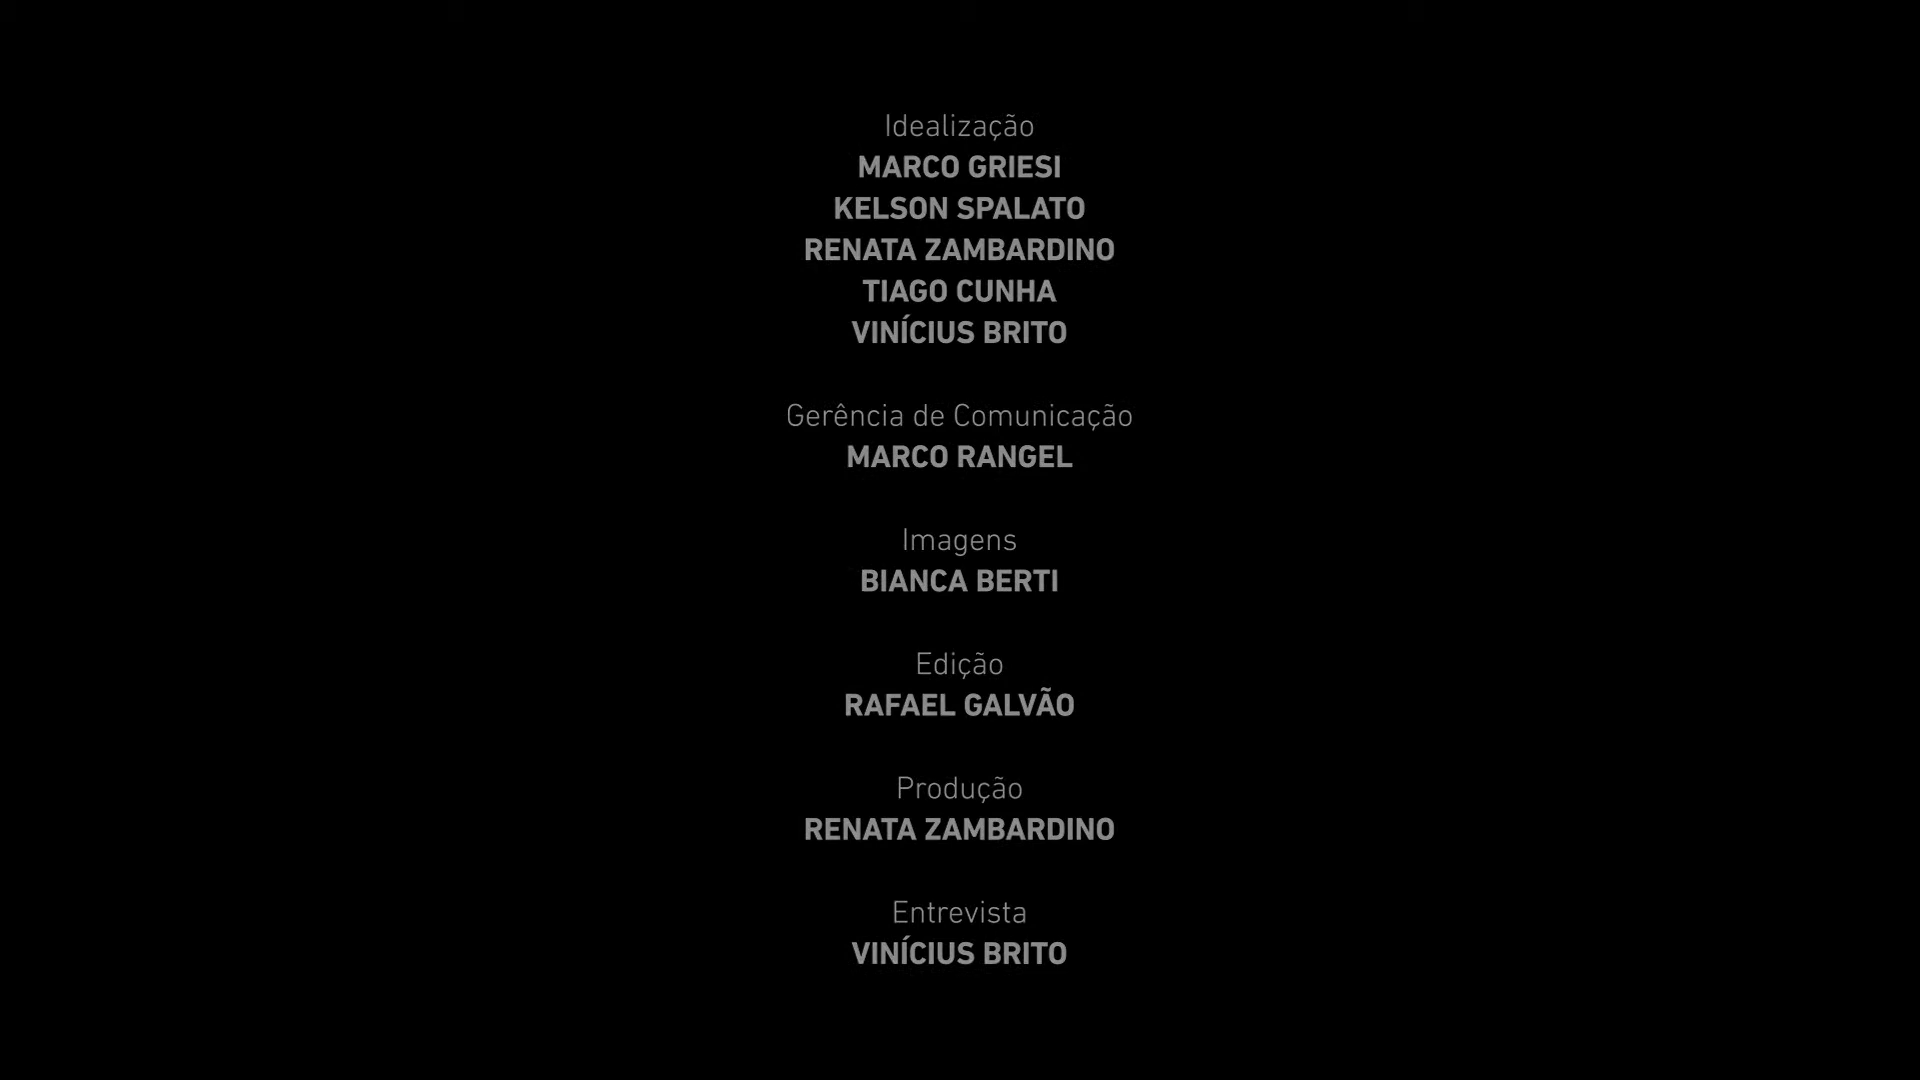 Idealização
MARCO GRIESI
KELSON SPALATO
RENATA ZAMBARDINO
TIAGO CUNHA
VINÍCIUS BRITO
Gerência de Comunicação
MARCO RANGEL
Imagens
BIANCA BERTI
Edição
RAFAEL GALVÃO
Produção
RENATA ZAMBARDINO
Entrevista
VINÍCIUS BRITO